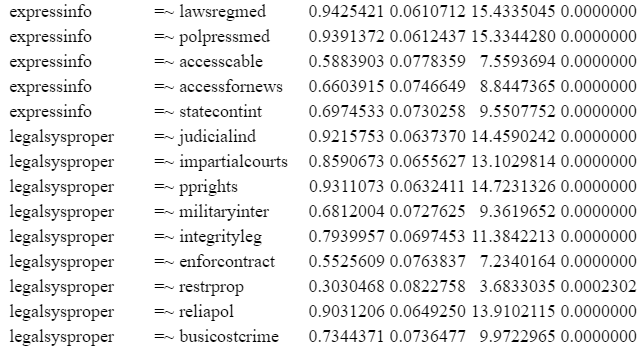 expressinfo =~ lawsregmed 0.9425421 0.0610712 15.4335045 0.0000000
expressinfo =~ polpressmed 0.9391372 0.0612437 15.3344280 0.0000000
expressinfo =~ accesscable 0.5883903 0.0778359 7.5593694 0.0000000
expressinfo =~ accessfornews 0.6603915 0.0746649 8.8447365 0.0000000
expressinfo =~ statecontint 0.6974533 0.0730258 9.5507752 0.0000000
legalsysproper =~ judicialind 0.9215753 0.0637370 14.4590242 0.0000000
legalsysproper =~ impartialcourts 0.8590673 0.0655627 13.1029814 0.0000000
legalsysproper =~ pprights 0.9311073 0.0632411 14.7231326 0.0000000
legalsysproper =~ militaryinter 0.6812004 0.0727625 9.3619652 0.0000000
legalsysproper =~ integrityleg 0.7939957 0.0697453 11.3842213 0.0000000
legalsysproper =~ enforcontract 0.5525609 0.0763837 7.2340164 0.0000000
legalsysproper =~ restrprop 0.3030468 0.0822758 3.6833035 0.0002302
legalsysproper =~ reliapol 0.9031206 0.0649250 13.9102115 0.0000000
legalsysproper =~ busicostcrime 0.7344371 0.0736477 9.9722965 0.0000000